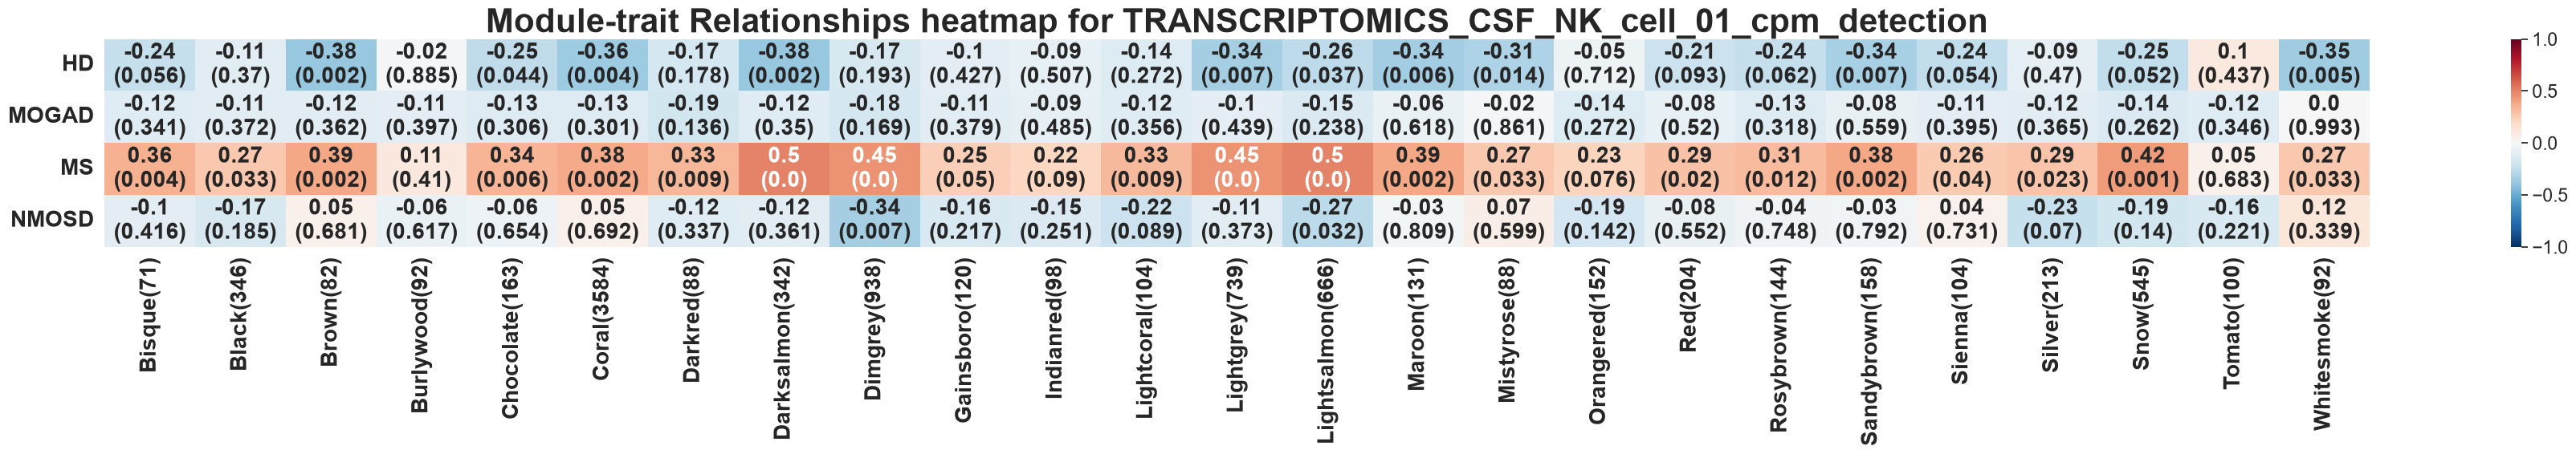 Module-trait Relationships heatmap for TRANSCRIPTOMICS_CSF_NK_cell_01_cpm_detection
HD
-0.24 -0.11 -0.38 -0.02 -0.25 -0.36 -0.17 -0.38 -0.17 -0.1 -0.09 -0.14 -0.34 -0.26 -0.34 -0.31 -0.05 -0.21 -0.24 -0.34 -0.24 -0.09 -0.25 0.1 -0.35
(0.056) (0.37) (0.002) (0.885) (0.044) (0.004) (0.178) (0.002) (0.193) (0.427) (0.507) (0.272) (0.007) (0.037) (0.006) (0.014) (0.712) (0.093) (0.062) (0.007) (0.054) (0.47) (0.052) (0.437) (0.005)
MOGAD
-0.12 -0.11 -0.12 -0.11 -0.13 -0.13 -0.19 -0.12 -0.18 -0.11 -0.09 -0.12 -0.1 -0.15 -0.06 -0.02 -0.14 -0.08 -0.13 -0.08 -0.11 -0.12 -0.14 -0.12 0.0
(0.341) (0.372) (0.362) (0.397) (0.306) (0.301) (0.136) (0.35) (0.169) (0.379) (0.485) (0.356) (0.439) (0.238) (0.618) (0.861) (0.272) (0.52) (0.318) (0.559) (0.395) (0.365) (0.262) (0.346) (0.993)
MS
0.36 0.27 0.39 0.11 0.34 0.38 0.33 0.5 0.45 0.25 0.22 0.33 0.45 0.5 0.39 0.27 0.23 0.29 0.31 0.38 0.26 0.29 0.42 0.05 0.27
(0.004) (0.033) (0.002) (0.41) (0.006) (0.002) (0.009) (0.0) (0.0) (0.05) (0.09) (0.009) (0.0) (0.0) (0.002) (0.033) (0.076) (0.02) (0.012) (0.002) (0.04) (0.023) (0.001) (0.683) (0.033)
NMOSD
-0.1 -0.17 0.05 -0.06 -0.06 0.05 -0.12 -0.12 -0.34 -0.16 -0.15 -0.22 -0.11 -0.27 -0.03 0.07 -0.19 -0.08 -0.04 -0.03 0.04 -0.23 -0.19 -0.16 0.12
(0.416) (0.185) (0.681) (0.617) (0.654) (0.692) (0.337) (0.361) (0.007) (0.217) (0.251) (0.089) (0.373) (0.032) (0.809) (0.599) (0.142) (0.552) (0.748) (0.792) (0.731) (0.07) (0.14) (0.221) (0.339)
Bisque(71)
Black(346)
Brown(82)
Burlywood(92)
Chocolate(163)
Coral(3584)
Darkred(88)
Darksalmon(342)
Dimgrey(938)
Gainsboro(120)
Indianred(98)
Lightcoral(104)
Lightgrey(739)
Lightsalmon(666)
Maroon(131)
Mistyrose(88)
Orangered(152)
Red(204)
Rosybrown(144)
Sandybrown(158)
Sienna(104)
Silver(213)
Snow(545)
Tomato(100)
Whitesmoke(92)
1.0
0.5
0.0
−0.5
−1.0